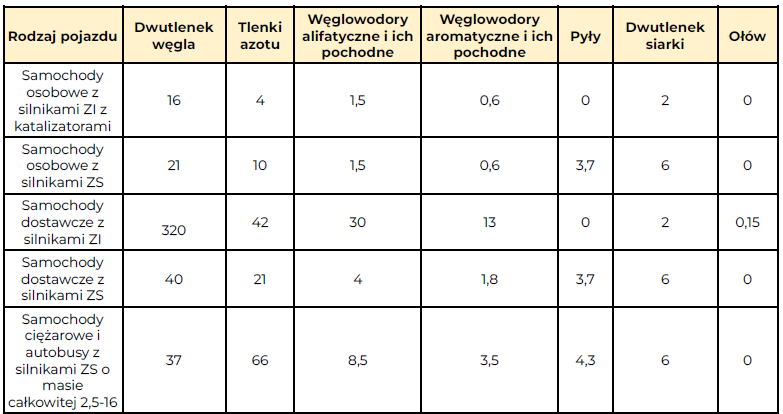 Rodzaj pojazdu | Dwutlenek węgla | Tlenki azotu | Węglowodory alifatyczne i ich pochodne | Węglowodory aromatyczne i ich pochodne | Pyły | Dwutlenek siarki | Ołów
Samochody osobowe z silnikami ZI z katalizatorami | 16 | 4 | 1,5 | 0,6 | 0 | 2 | 0
Samochody osobowe z silnikami ZS | 21 | 10 | 1,5 | 0,6 | 3,7 | 6 | 0
Samochody dostawcze z silnikami ZI | 320 | 42 | 30 | 13 | 0 | 2 | 0,15
Samochody dostawcze z silnikami ZS | 40 | 21 | 4 | 1,8 | 3,7 | 6 | 0
Samochody ciężarowe i autobusy z silnikami ZS o masie całkowitej 2,5-16 | 37 | 66 | 8,5 | 3,5 | 4,3 | 6 | 0